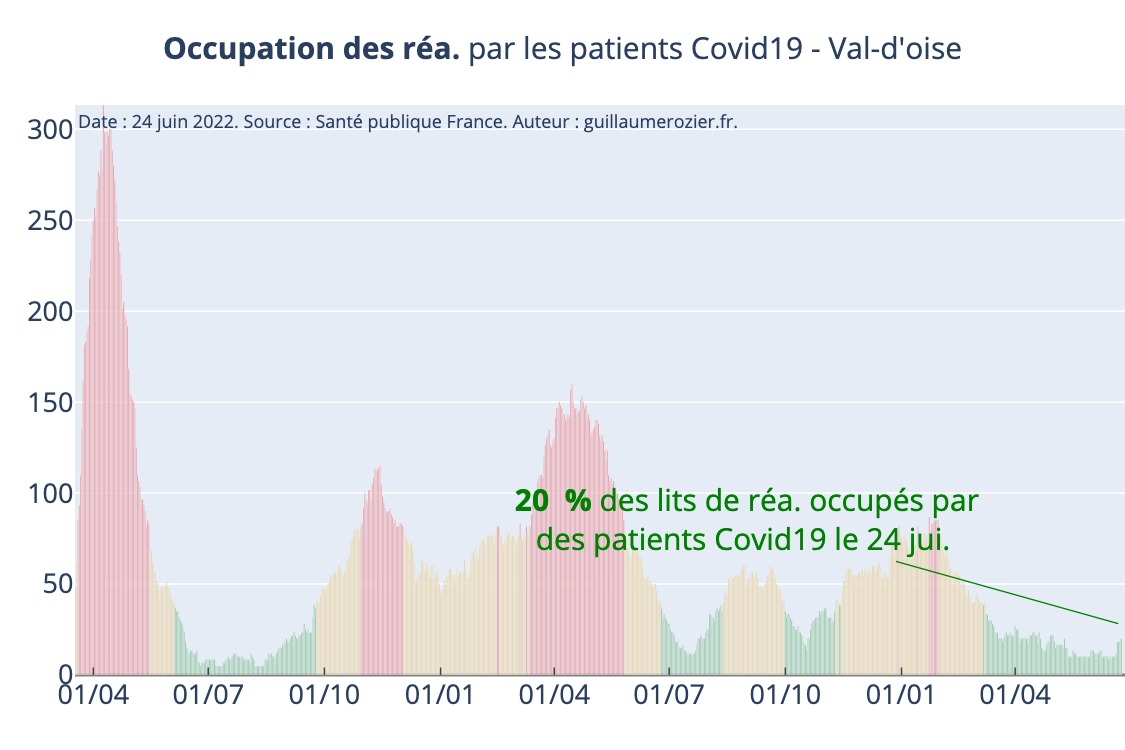 Occupation des réa. par les patients Covid19 - Val-d'oise
Date : 24 juin 2022. Source : Santé publique France. Auteur : guillaumerozier.fr.
300
250
200
150
100
50
0
20 % des lits de réa. occupés par
des patients Covid19 le 24 jui.
01/04 01/07 01/10 01/01 01/04 01/07 01/10 01/01 01/04